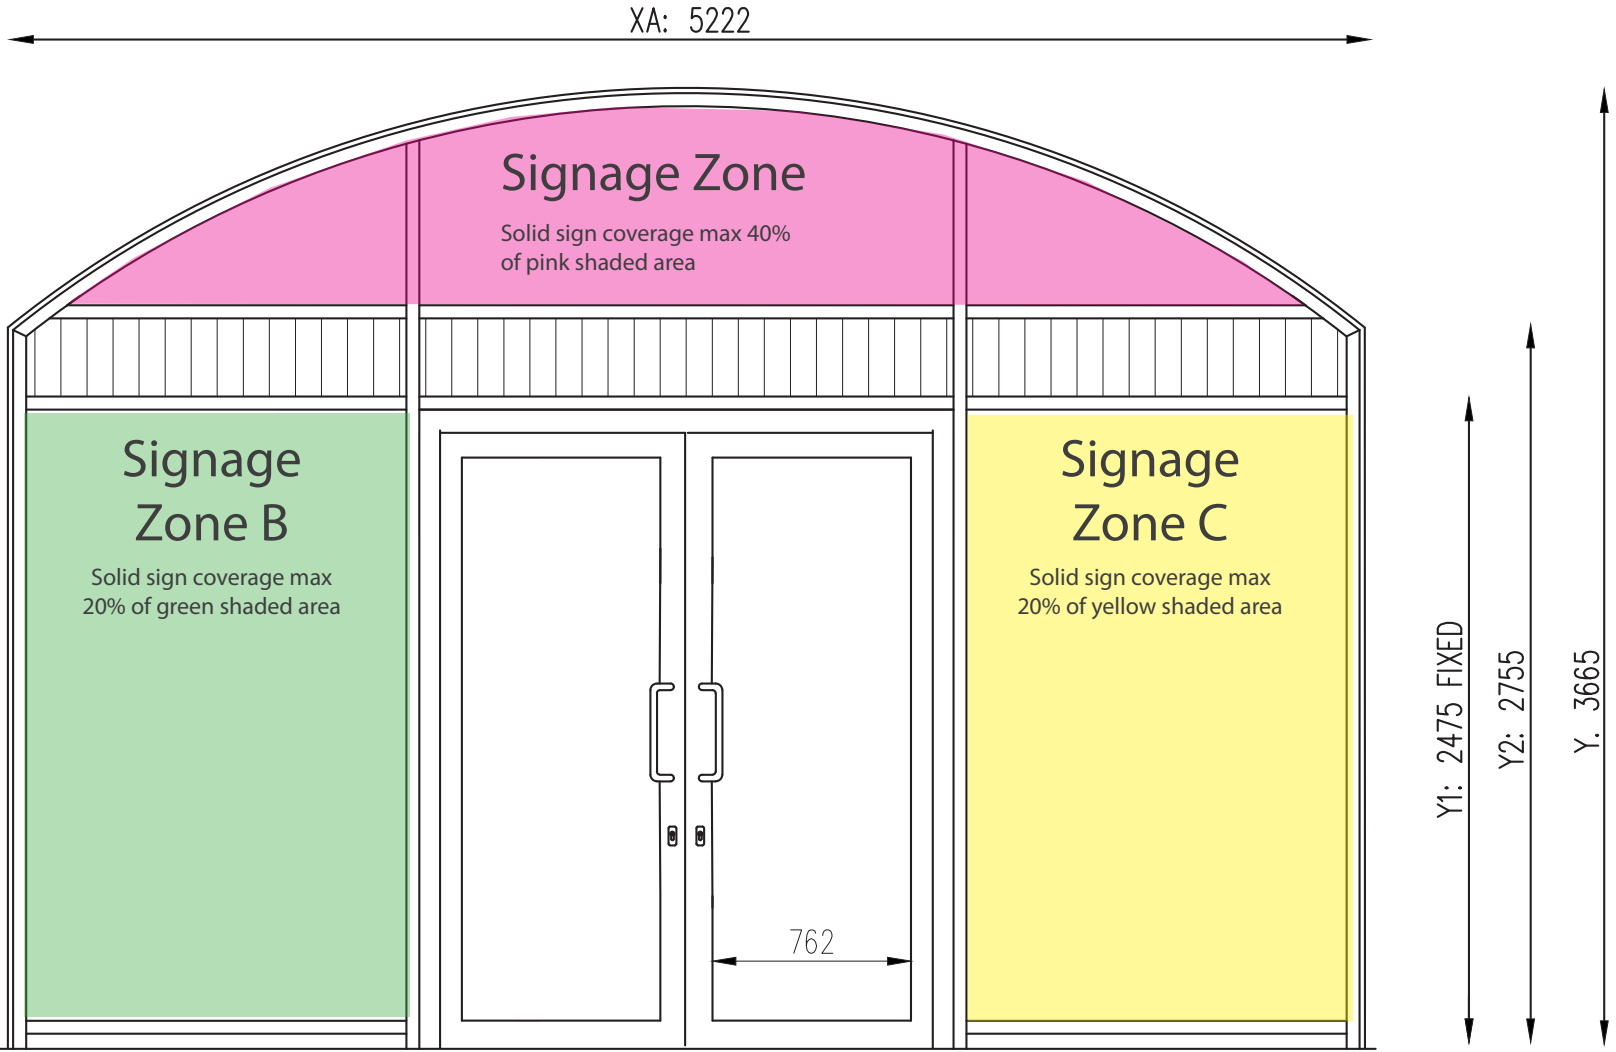 XA: 5222
Signage Zone
Solid sign coverage max 40%
of pink shaded area
Signage
Zone B
Solid sign coverage max
20% of green shaded area
Signage
Zone C
Solid sign coverage max
20% of yellow shaded area
762
Y1: 2475 FIXED
Y2: 2755
Y. 3665